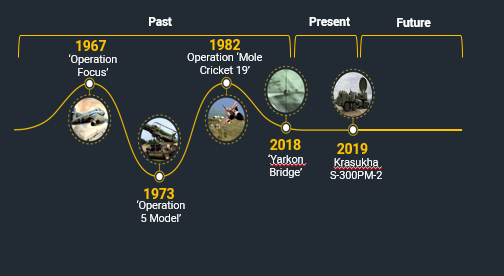 Past
Present
Future
1967
‘Operation
Focus’
1973
‘Operation
5 Model’
1982
Operation ‘Mole
Cricket 19’
2018
‘Yarkon
Bridge’
2019
Krasukha
S-300PM-2